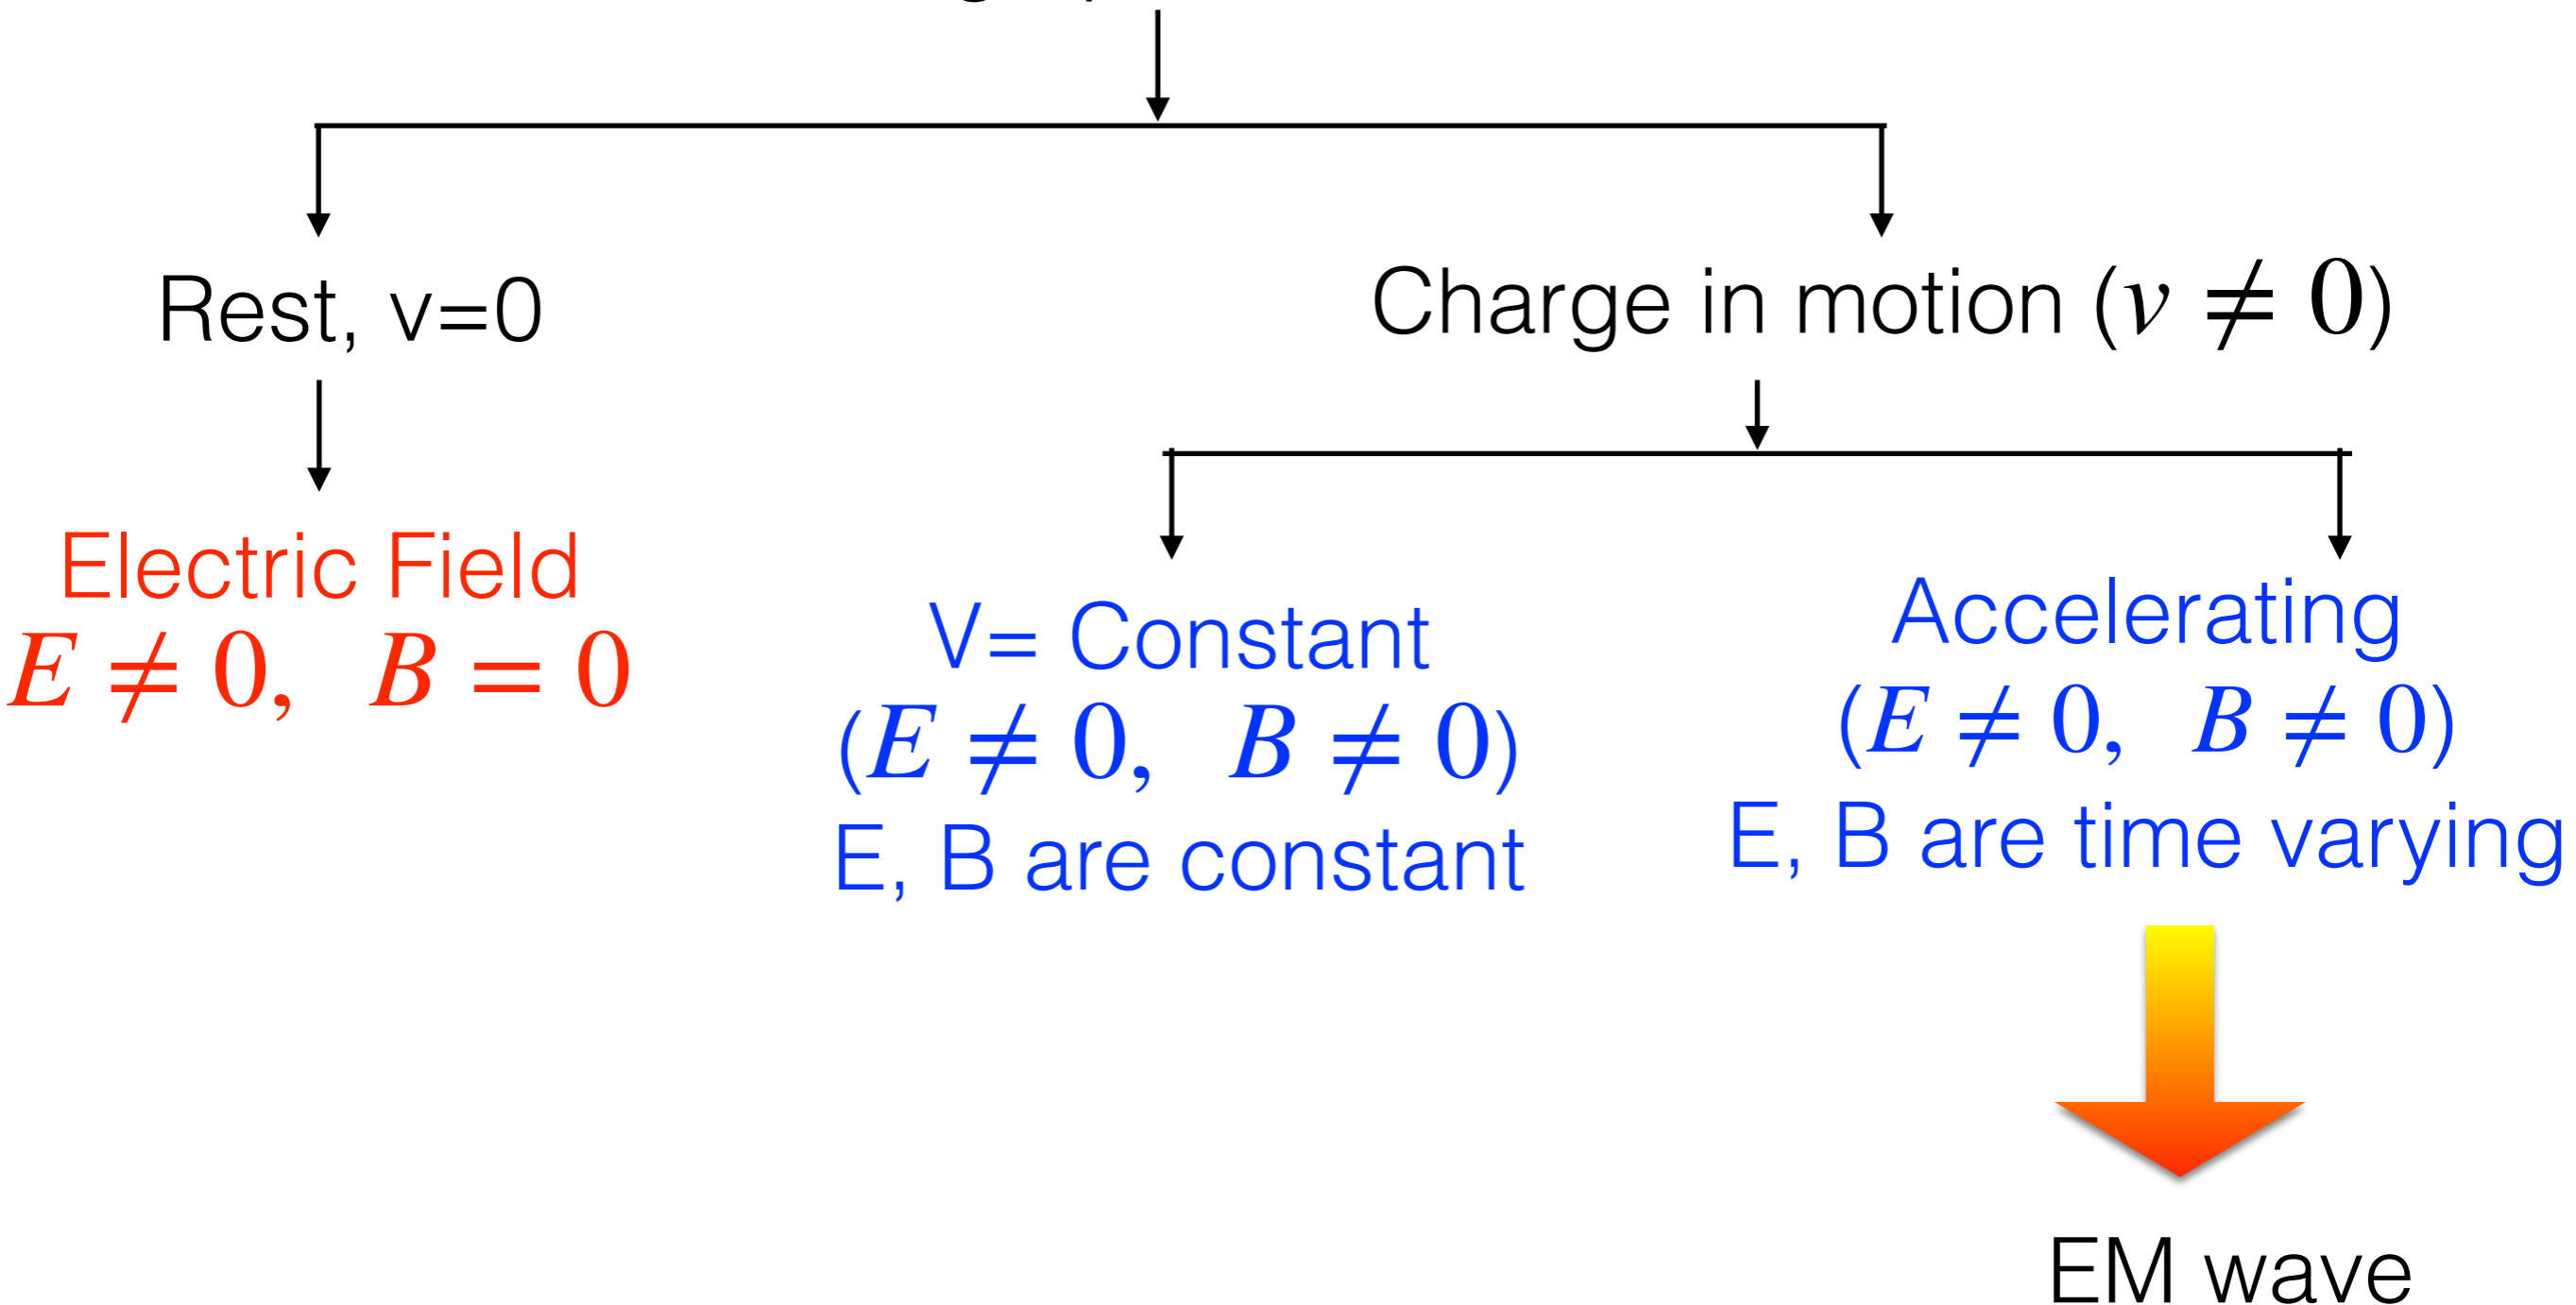 Rest, v=0
Charge in motion (v ≠ 0)
Electric Field
E ≠ 0, B = 0
V= Constant
(E ≠ 0, B ≠ 0)
E, B are constant
Accelerating
(E ≠ 0, B ≠ 0)
E, B are time varying
EM wave